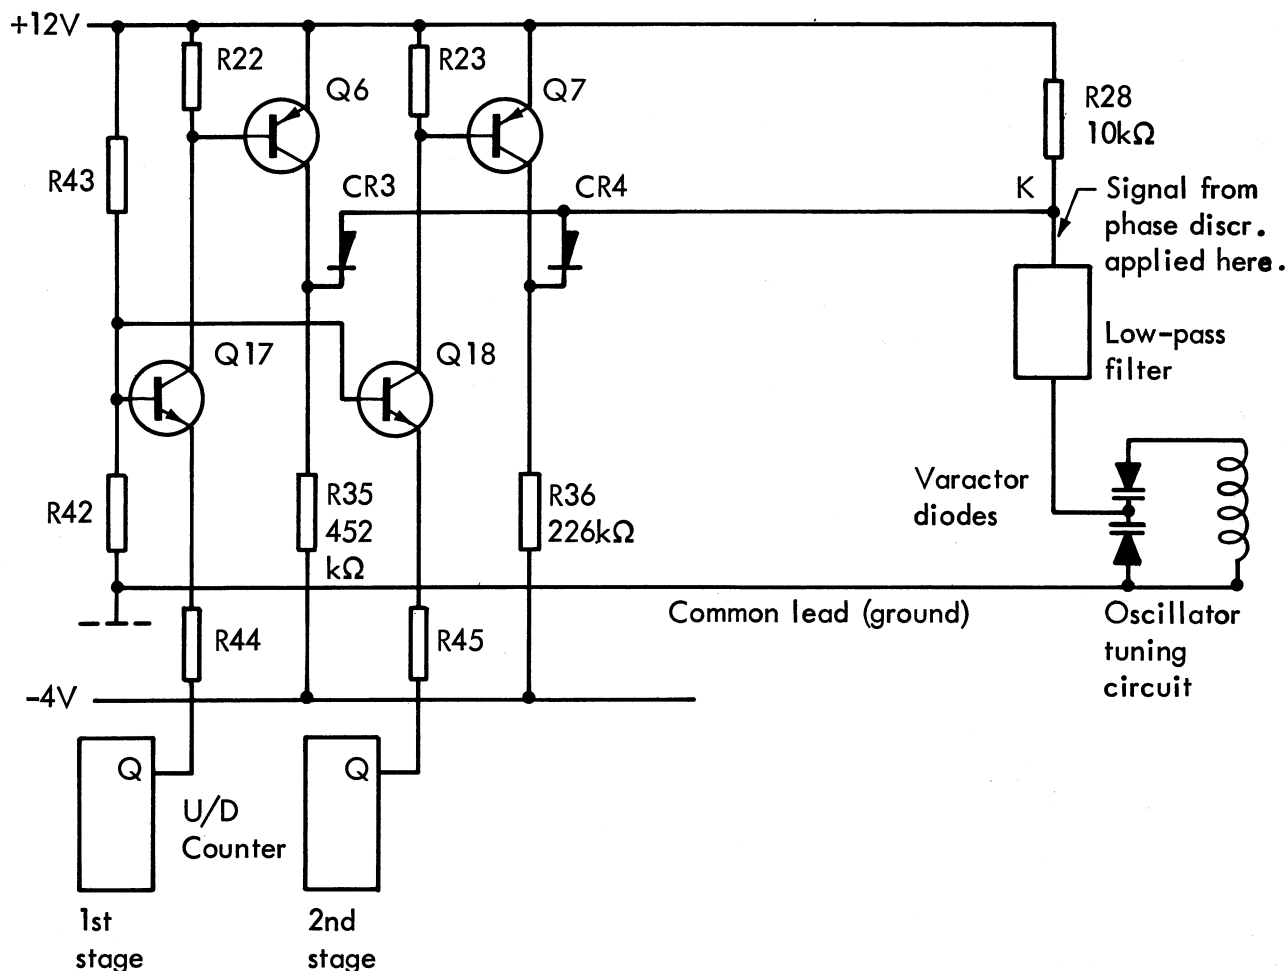 +12V
R22
Q6
R23
Q7
R28
10kΩ
R43
CR3
CR4
K
Signal from
phase discr.
applied here.
Low-pass
filter
Q17
Q18
R42
R35
452
kΩ
R36
226kΩ
Varactor
diodes
Common lead (ground)
Oscillator
tuning
circuit
R44
R45
-4V
Q
Q
U/D
Counter
1st
stage
2nd
stage